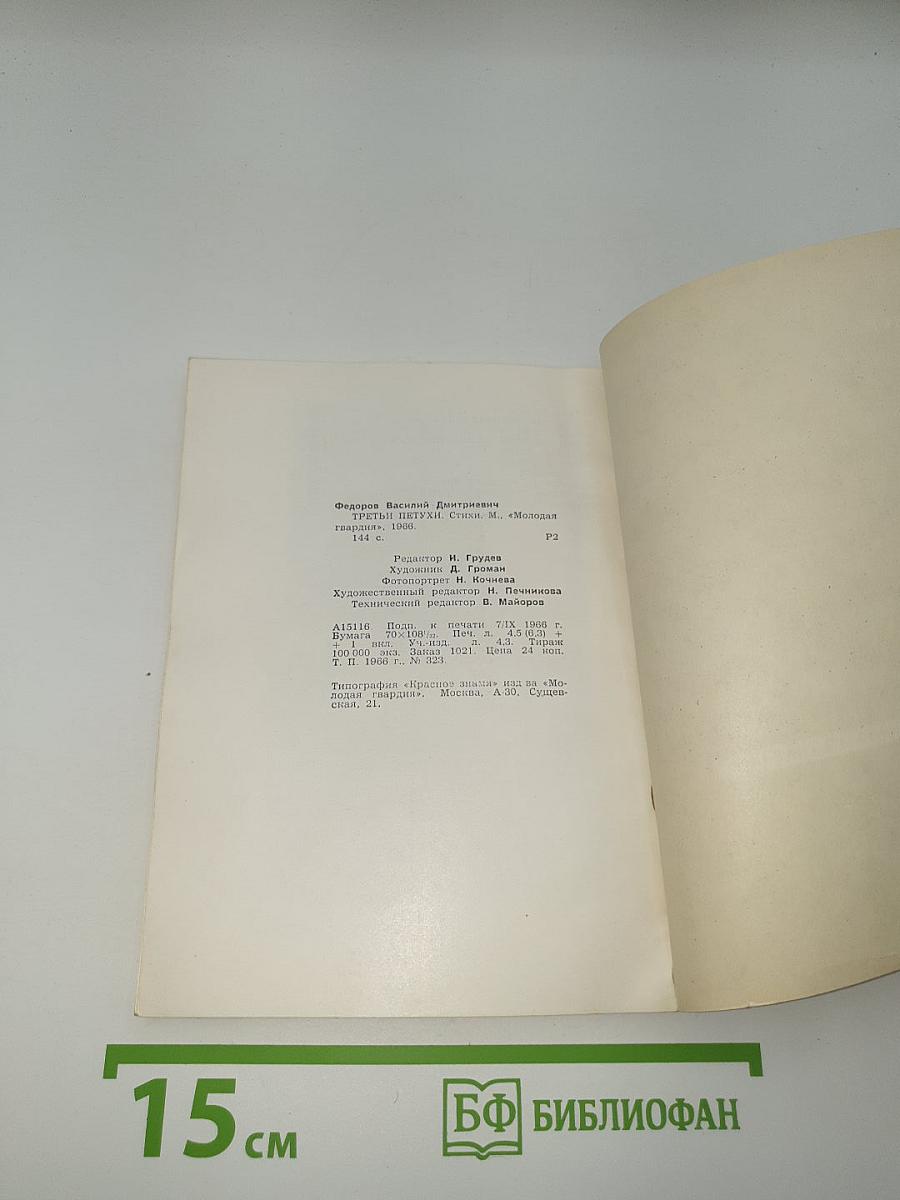 Федоров Василий Дмитриевич
ТРЕТЬИ ПЕТУХИ. Стихи. М., «Молодая
гвардия», 1966.
144 с. Р2
Редактор И. Грудев
Художник Д. Громан
Фотопортрет Н. Кочнева
Художественный редактор Н. Печникова
Технический редактор В. Майоров
А15116. Подп. к печати 7/IX 1966 г.
Бумага 70×108¹/₃₂. Печ. л. 4,5 (6,3) +
+ 1 вкл. Уч.-изд. л. 4,3. Тираж
100 000 экз. Заказ 1021. Цена 24 коп.
Т. П. 1966 г., № 323.
Типография «Красное знамя» изд-ва «Мо-
лодая гвардия». Москва, А-30, Сущев-
ская, 21.
15 см
БФ БИБЛИОФАН